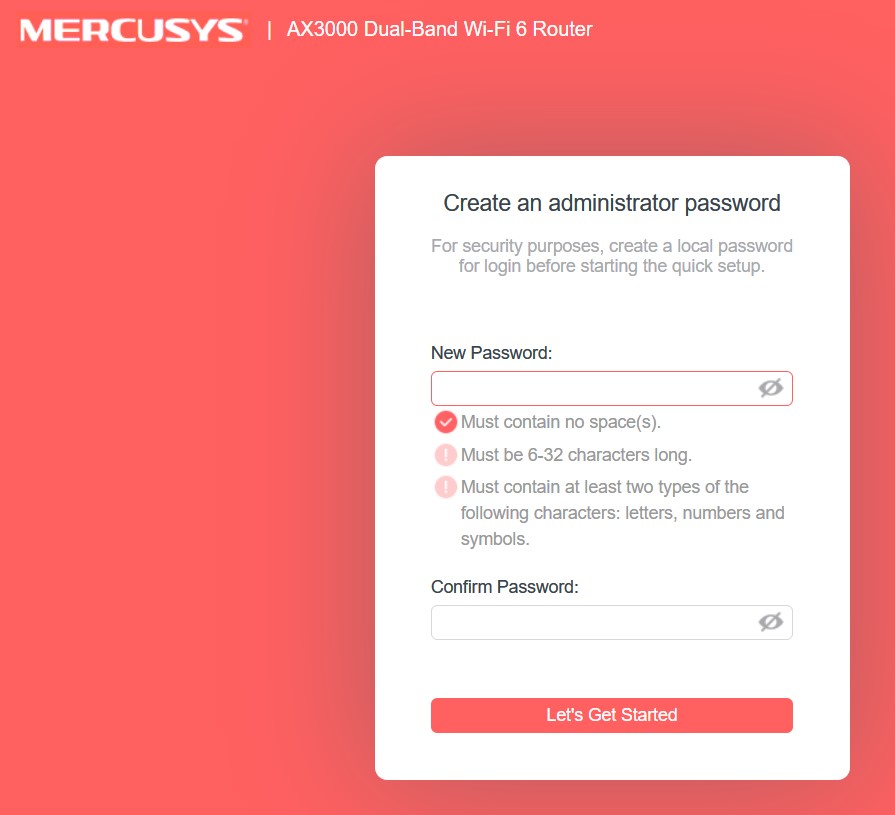 MERCUSYS® | AX3000 Dual-Band Wi-Fi 6 Router
Create an administrator password
For security purposes, create a local password
for login before starting the quick setup.
New Password:
Must contain no space(s).
Must be 6-32 characters long.
Must contain at least two types of the
following characters: letters, numbers and
symbols.
Confirm Password:
Let's Get Started